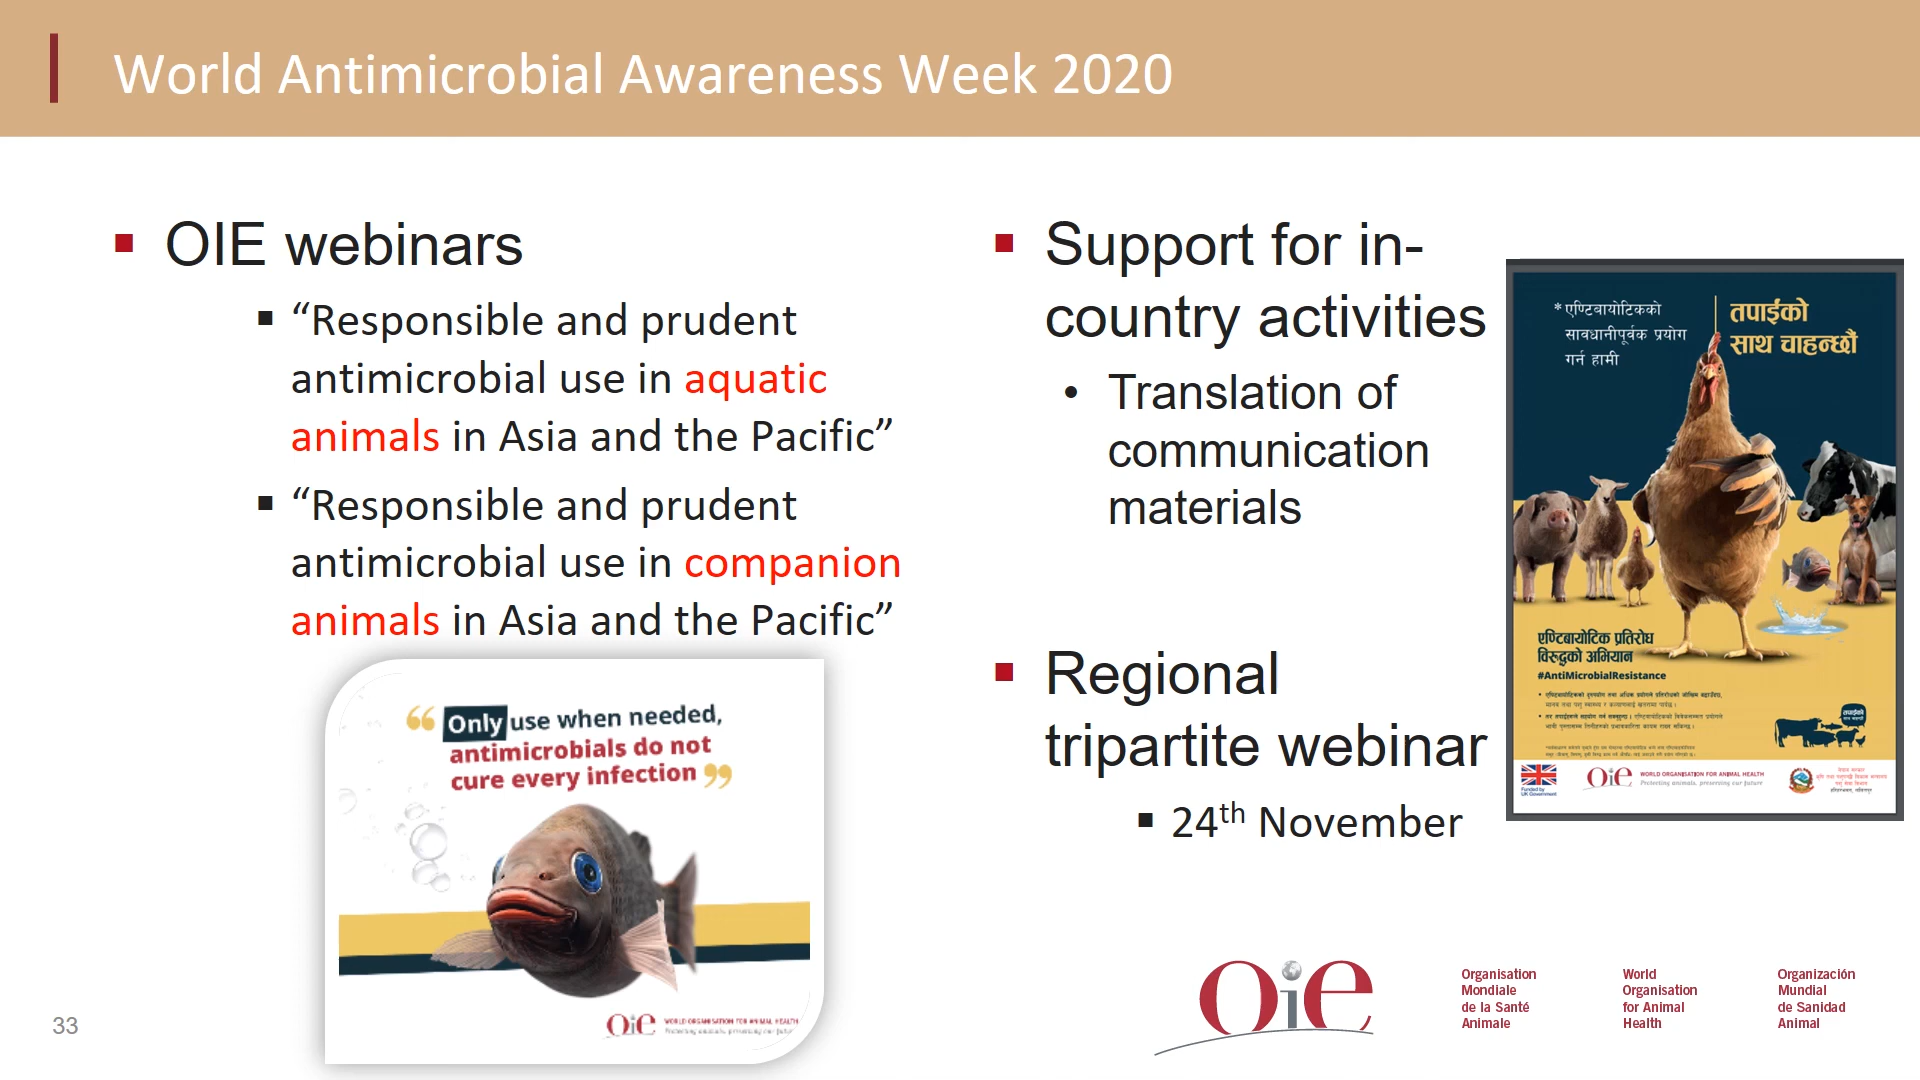 World Antimicrobial Awareness Week 2020
OIE webinars
“Responsible and prudent
antimicrobial use in aquatic
animals in Asia and the Pacific”
“Responsible and prudent
antimicrobial use in companion
animals in Asia and the Pacific”
“ Only use when needed,
antimicrobials do not
cure every infection ”
OiE WORLD ORGANISATION FOR ANIMAL HEALTH
Protecting animals, preserving our future
Support for in-
country activities
• Translation of
communication
materials
Regional
tripartite webinar
24th November
* एण्टिबायोटिकको
सावधानीपूर्वक प्रयोग
गर्न हामी
तपाईंको
साथ चाहन्छौं
एण्टिबायोटिक प्रतिरोध
विरुद्धको अभियान
#AntiMicrobialResistance
Funded by
UK Government
OiE WORLD ORGANISATION FOR ANIMAL HEALTH
Protecting animals, preserving our future
OiE
Organisation
Mondiale
de la Santé
Animale
World
Organisation
for Animal
Health
Organización
Mundial
de Sanidad
Animal
33